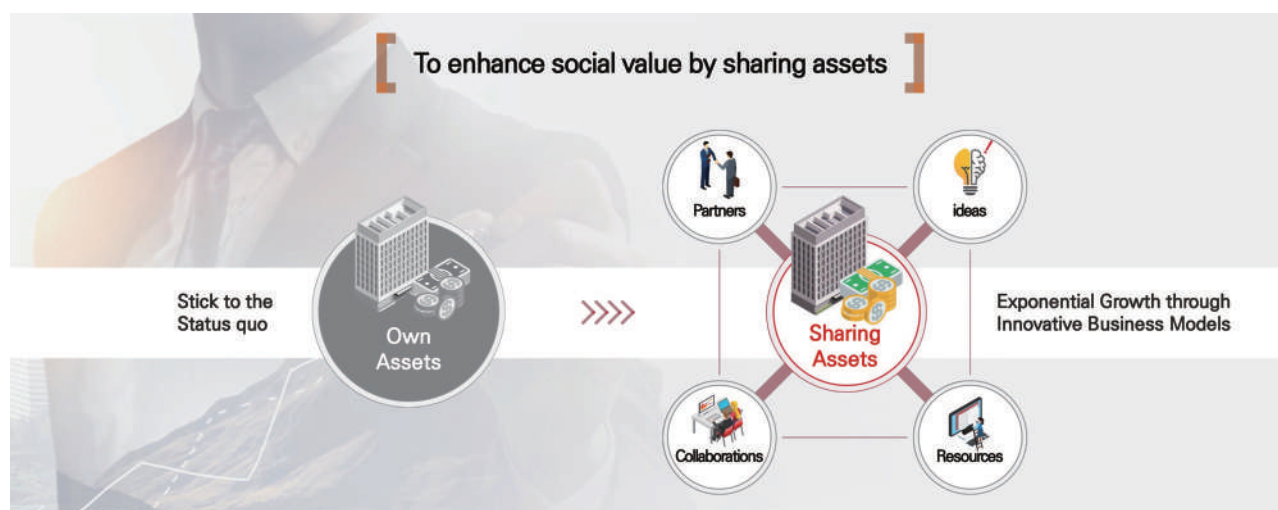 To enhance social value by sharing assets
Partners
ideas
Stick to the
Status quo
Own
Assets
Sharing
Assets
Exponential Growth through
Innovative Business Models
Collaborations
Resources